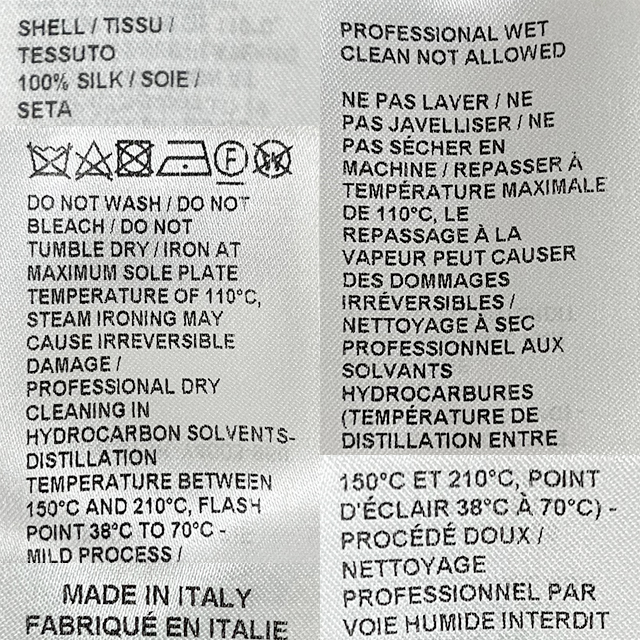 SHELL / TISSU /
TESSUTO
100% SILK / SOIE /
SETA
F
DO NOT WASH / DO NOT
BLEACH / DO NOT
TUMBLE DRY / IRON AT
MAXIMUM SOLE PLATE
TEMPERATURE OF 110°C,
STEAM IRONING MAY
CAUSE IRREVERSIBLE
DAMAGE /
PROFESSIONAL DRY
CLEANING IN
HYDROCARBON SOLVENTS-
DISTILLATION
TEMPERATURE BETWEEN
150°C AND 210°C, FLASH
POINT 38°C TO 70°C -
MILD PROCESS /
MADE IN ITALY
FABRIQUÉ EN ITALIE
PROFESSIONAL WET
CLEAN NOT ALLOWED
NE PAS LAVER / NE
PAS JAVELLISER / NE
PAS SÉCHER EN
MACHINE / REPASSER À
TEMPÉRATURE MAXIMALE
DE 110°C, LE
REPASSAGE À LA
VAPEUR PEUT CAUSER
DES DOMMAGES
IRRÉVERSIBLES /
NETTOYAGE À SEC
PROFESSIONNEL AUX
SOLVANTS
HYDROCARBURES
(TEMPÉRATURE DE
DISTILLATION ENTRE
150°C ET 210°C, POINT
D'ÉCLAIR 38°C À 70°C) -
PROCÉDÉ DOUX /
NETTOYAGE
PROFESSIONNEL PAR
VOIE HUMIDE INTERDIT